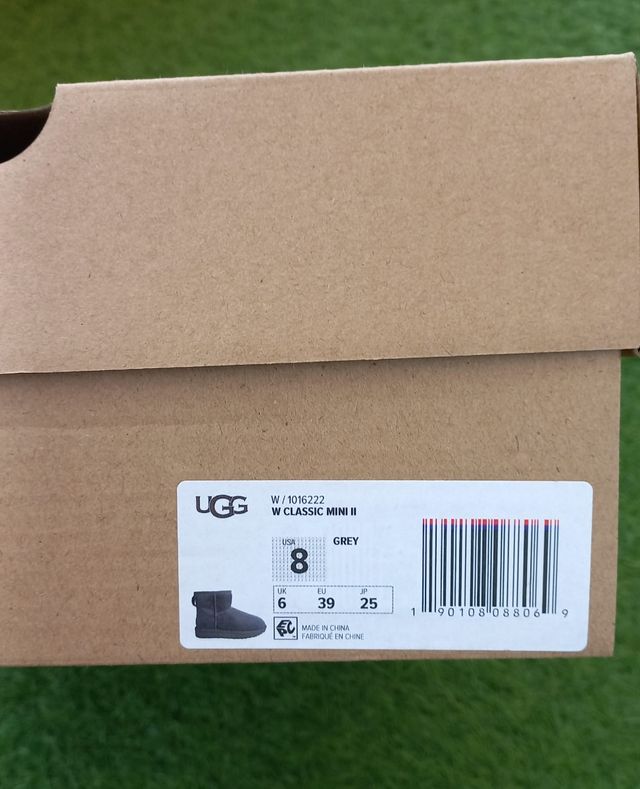 UGG
W / 1016222
W CLASSIC MINI II
USA
8
GREY
UK EU JP
6 39 25
MADE IN CHINA
FABRIQUÉ EN CHINE
1 90108 08806 9